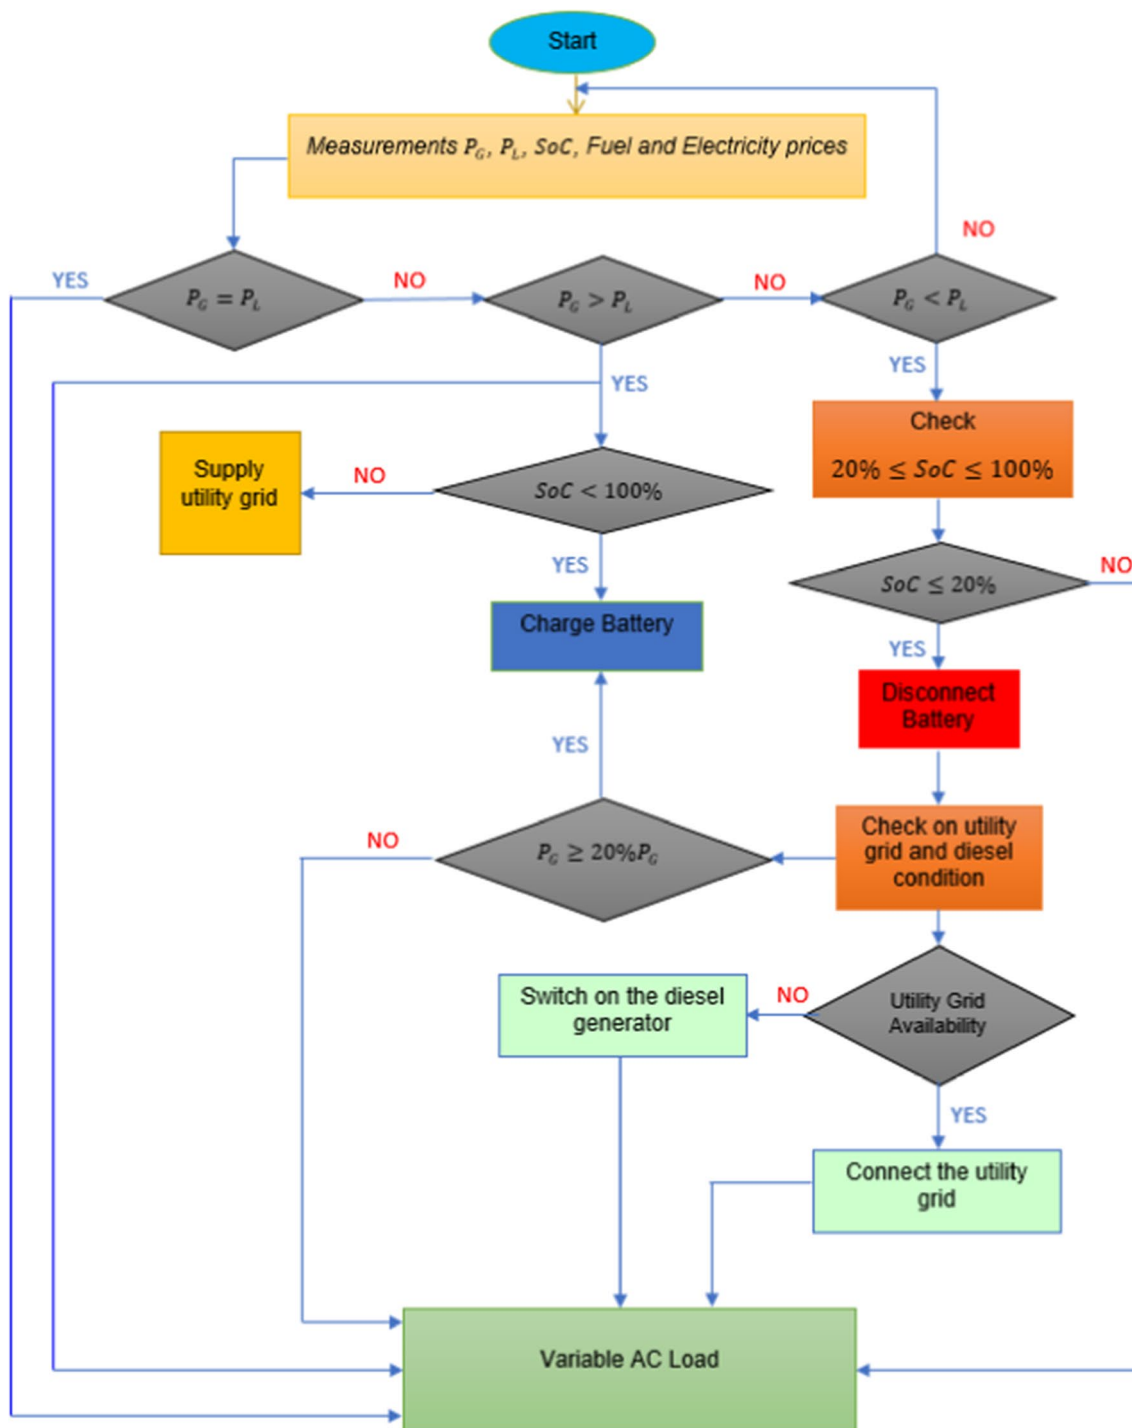 Start
Measurements P_G, P_L, SoC, Fuel and Electricity prices
NO
YES
P_G = P_L
NO
P_G > P_L
NO
P_G < P_L
YES
YES
Check
20% ≤ SoC ≤ 100%
Supply
utility grid
NO
SoC < 100%
YES
SoC ≤ 20%
NO
Charge Battery
YES
Disconnect
Battery
YES
NO
P_G ≥ 20%P_G
Check on utility
grid and diesel
condition
Switch on the diesel
generator
NO
Utility Grid
Availability
YES
Connect the utility
grid
Variable AC Load